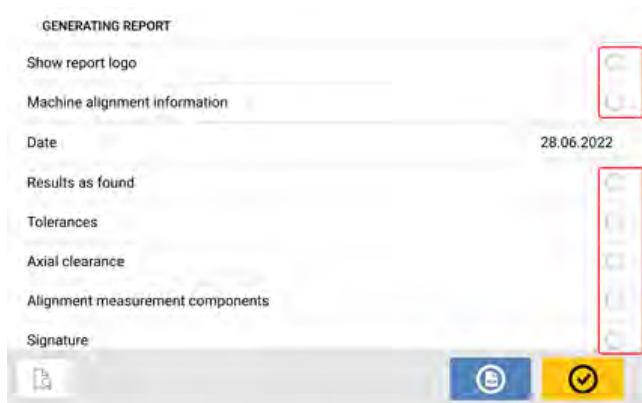 GENERATING REPORT
Show report logo
Machine alignment information
Date 28.06.2022
Results as found
Tolerances
Axial clearance
Alignment measurement components
Signature